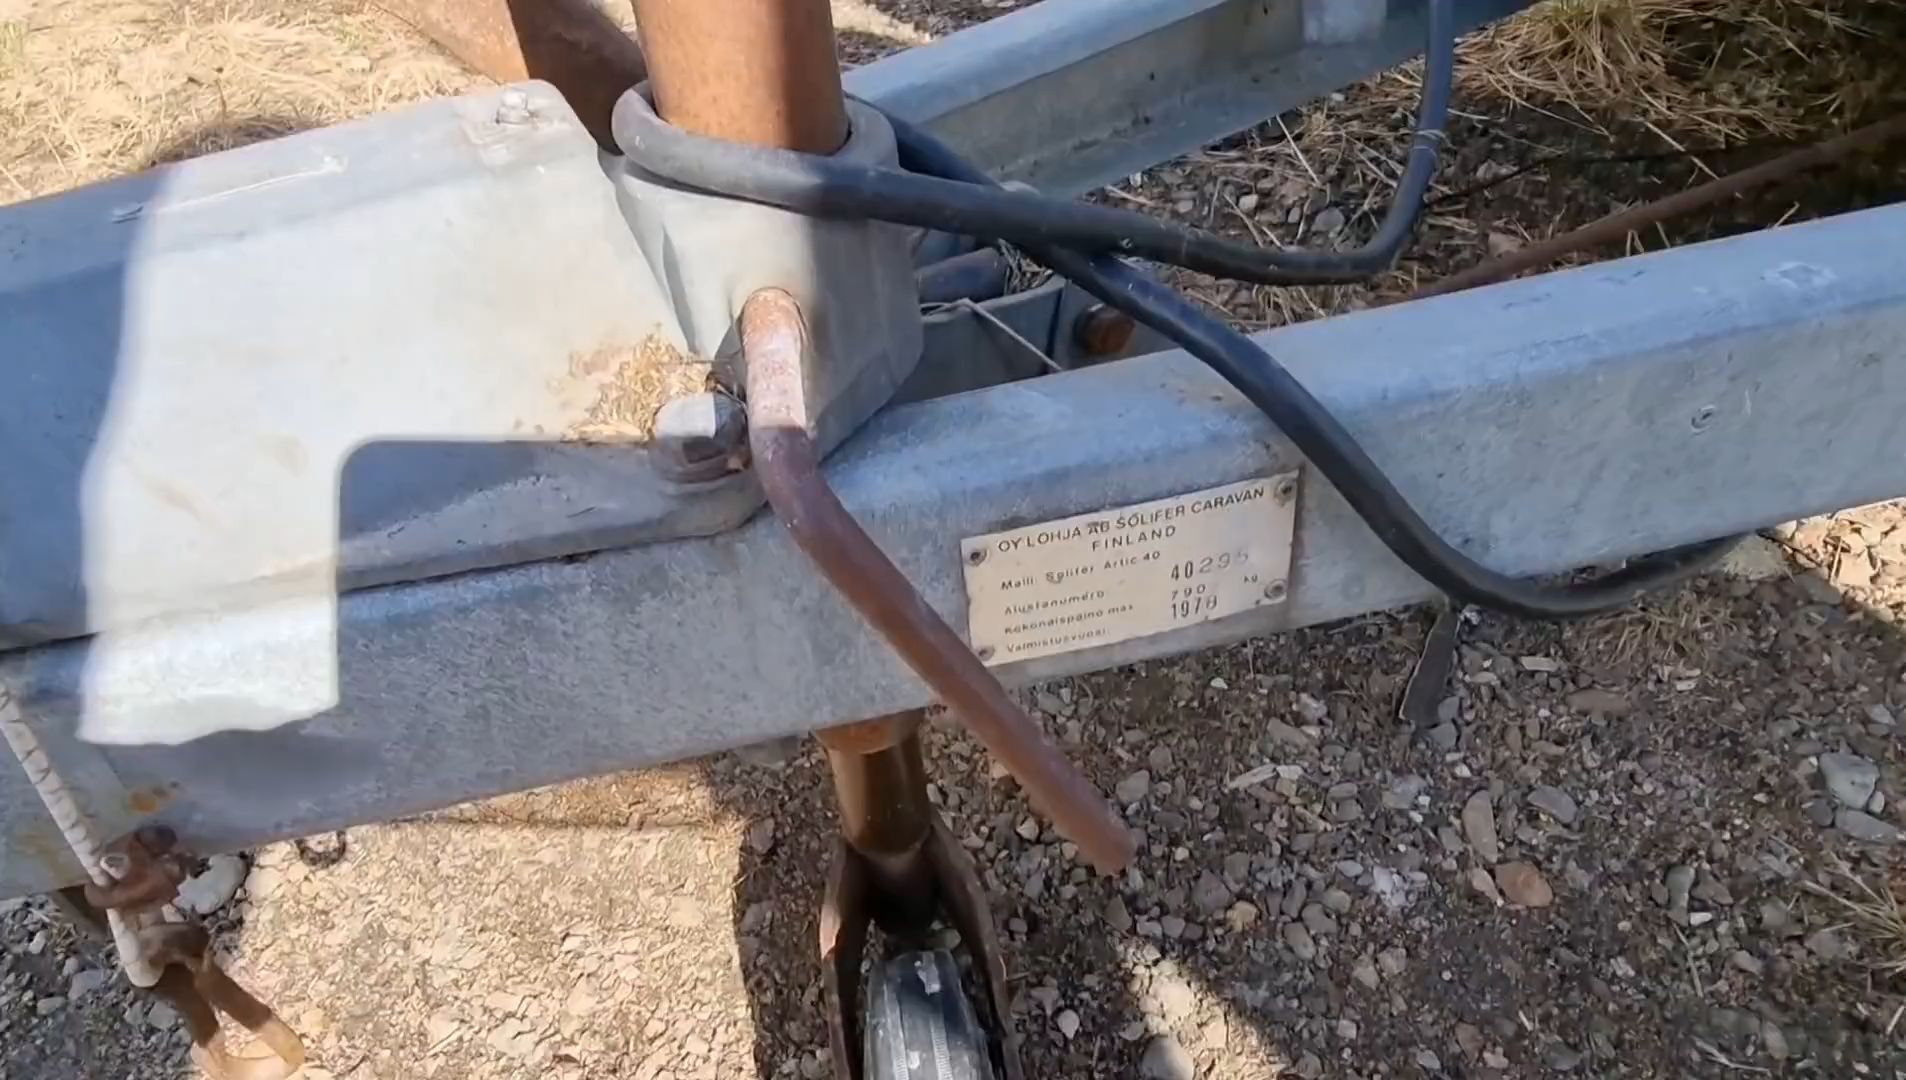 OY LOHJA AB SOLIFER CARAVAN
FINLAND
Malli: Solifer Artic 40
Alustanumero: 40295
Kokonaispaino max 790 kg
Valmistusvuosi: 1978